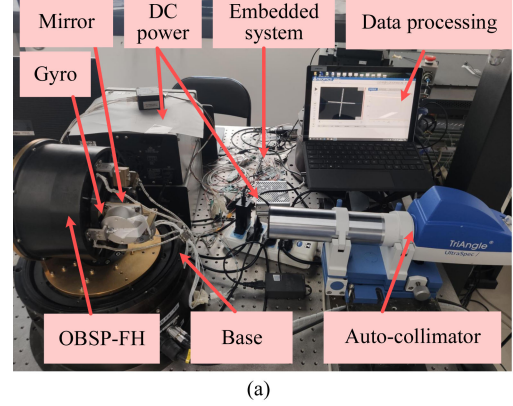 Mirror
DC
power
Embedded
system
Data processing
Gyro
TriAngle
UltraSpec
OBSP-FH
Base
Auto-collimator
(a)